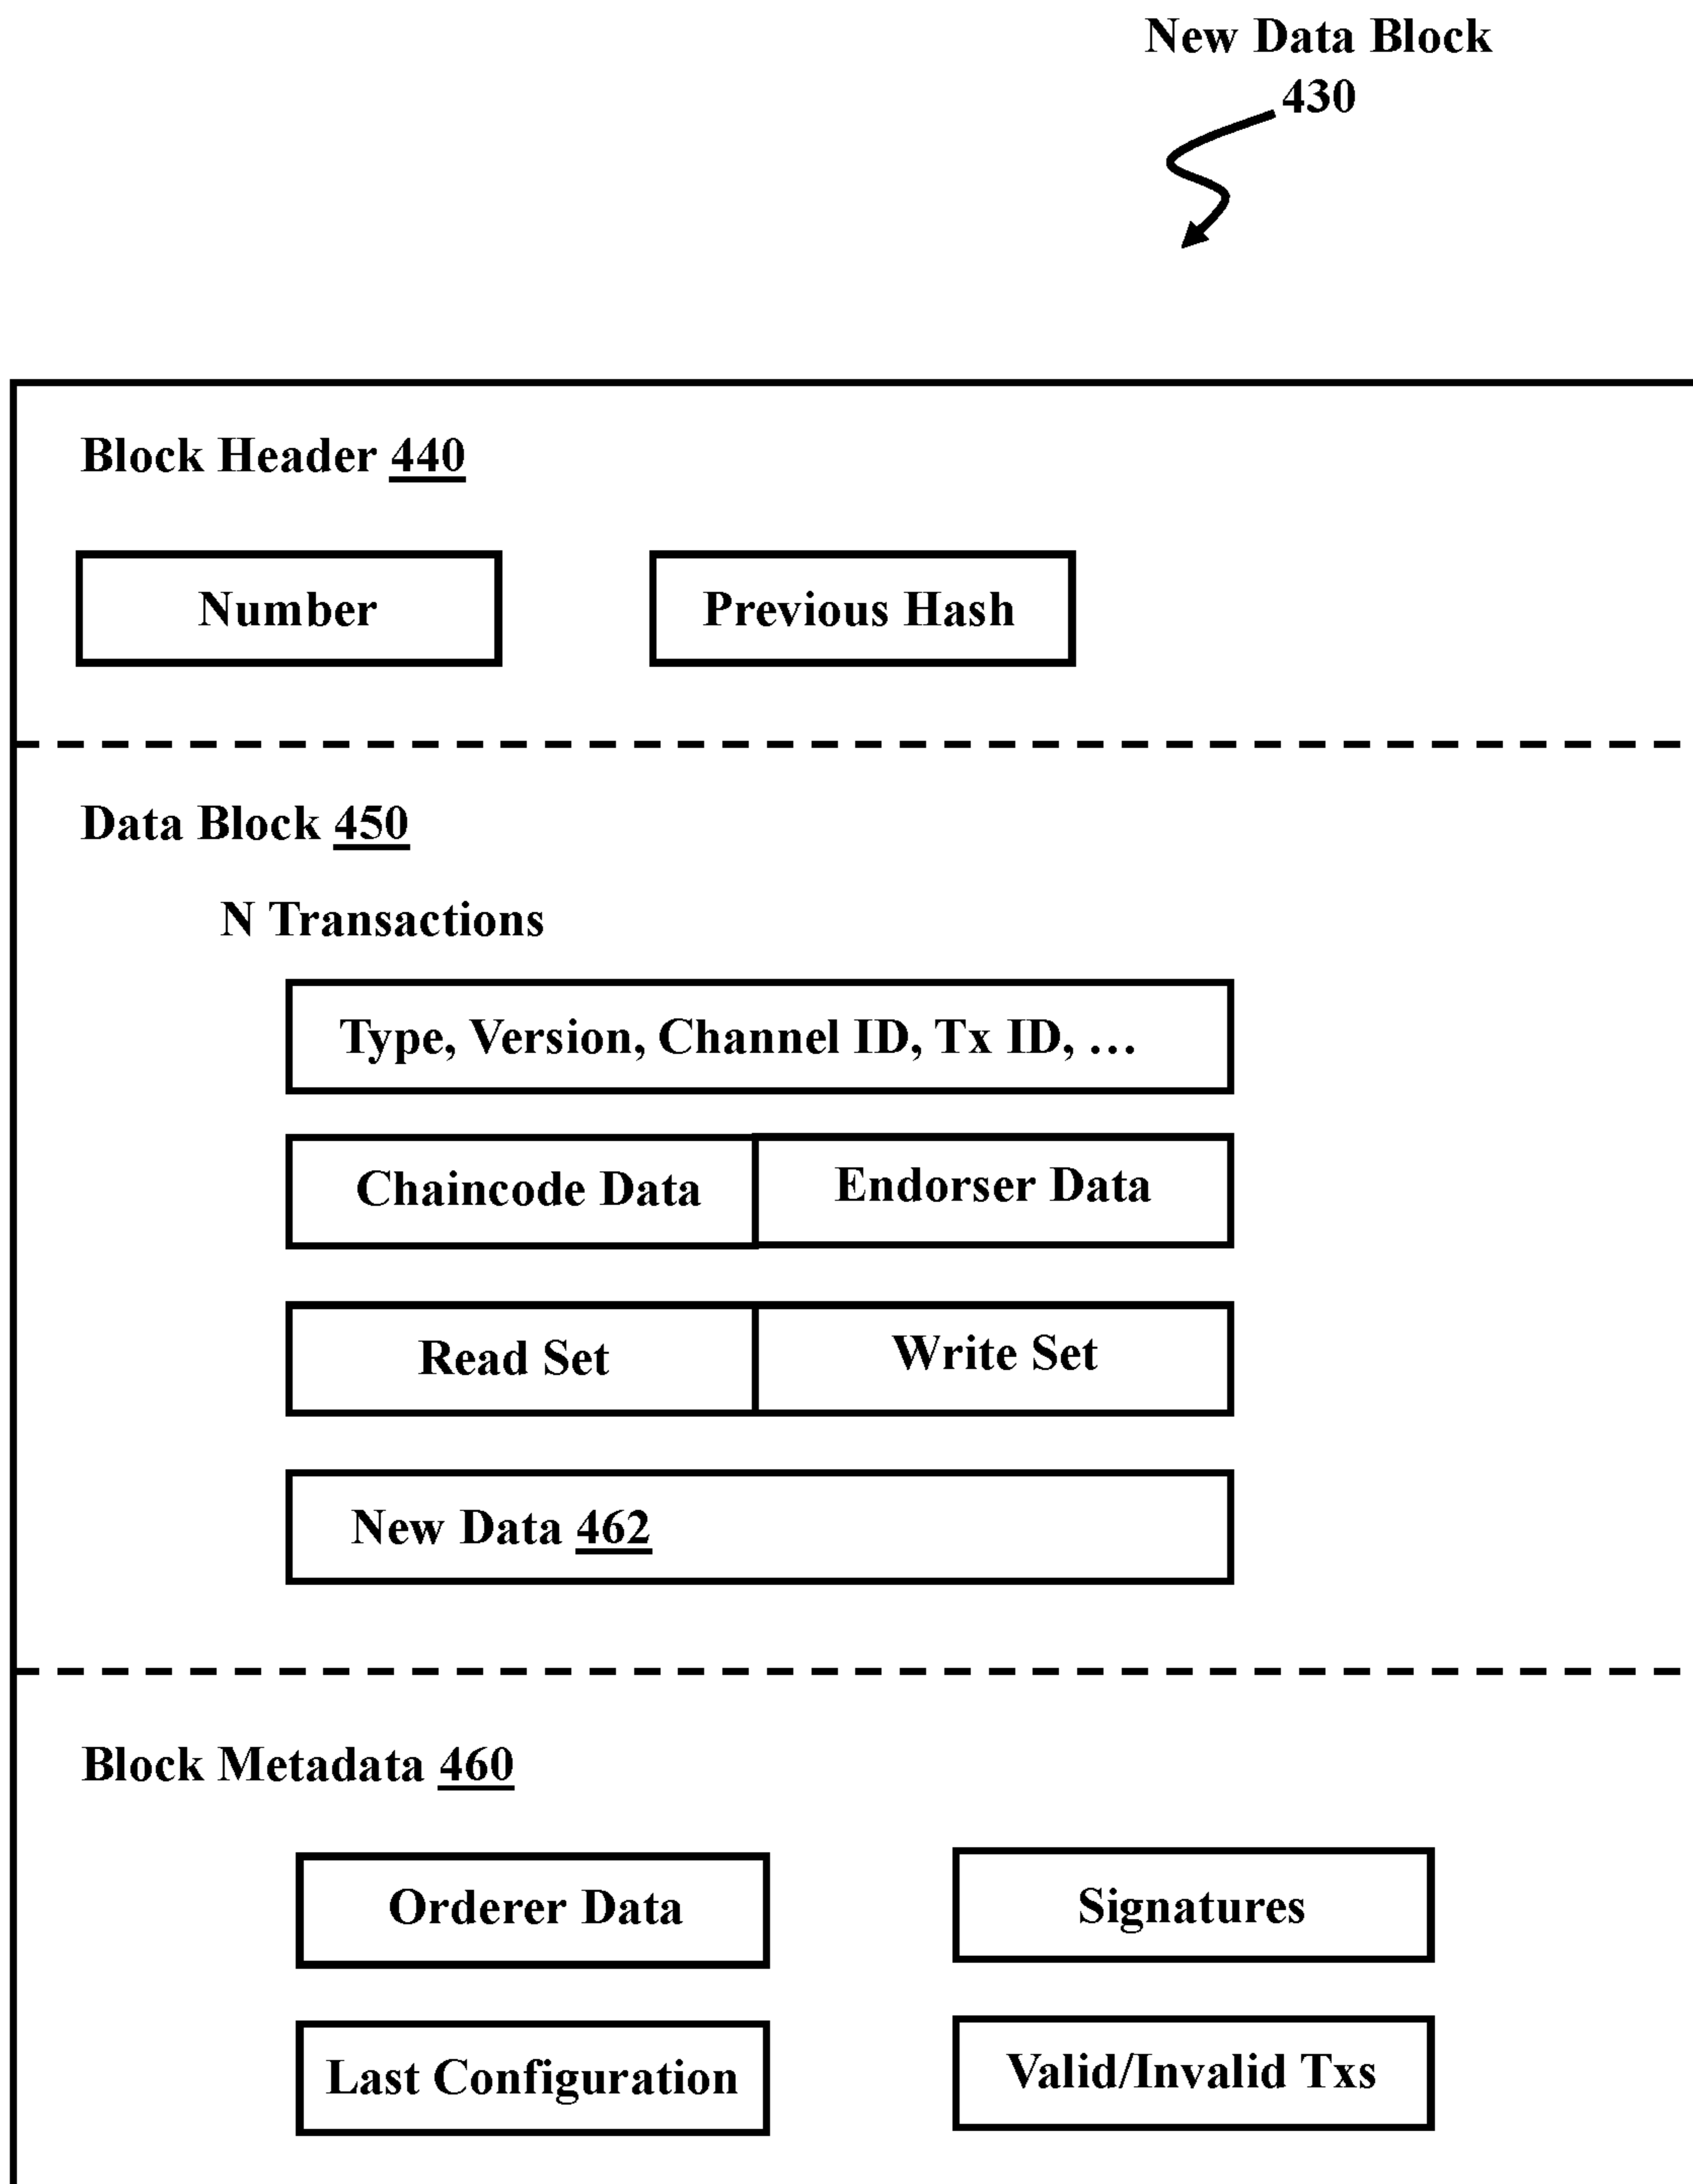 New Data Block
430
Block Header 440
Number
Previous Hash
Data Block 450
N Transactions
Type, Version, Channel ID, Tx ID, …
Chaincode Data
Endorser Data
Read Set
Write Set
New Data 462
Block Metadata 460
Orderer Data
Signatures
Last Configuration
Valid/Invalid Txs